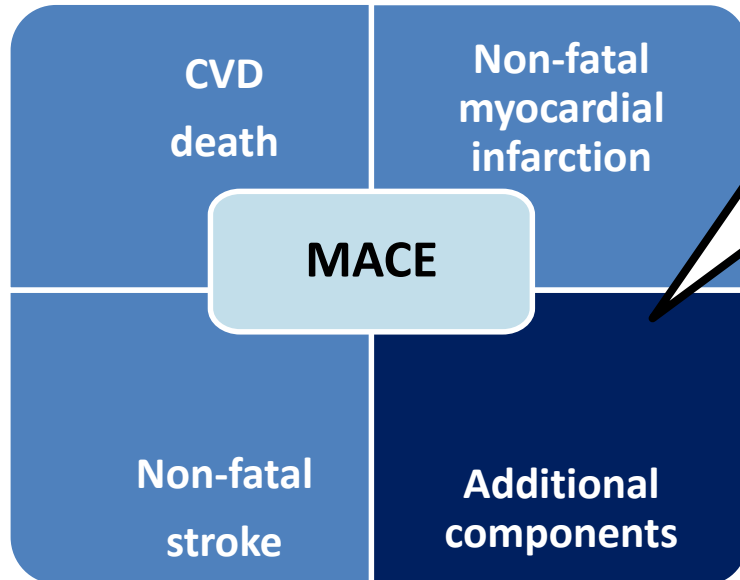 CVD
death
Non-fatal
myocardial
infarction
MACE
Non-fatal
stroke
Additional
components